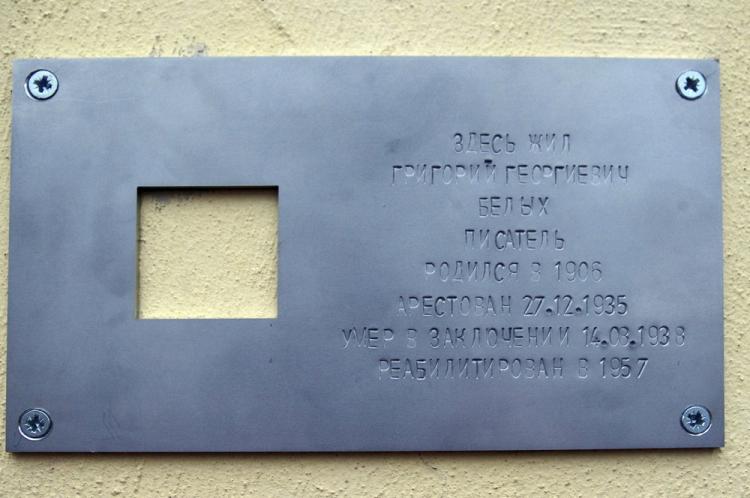 ЗДЕСЬ ЖИЛ
ГРИГОРИЙ ГЕОРГИЕВИЧ
БЕЛЫХ
ПИСАТЕЛЬ
РОДИЛСЯ В 1906
АРЕСТОВАН 27.12.1935
УМЕР В ЗАКЛЮЧЕНИИ 14.08.1938
РЕАБИЛИТИРОВАН В 1957